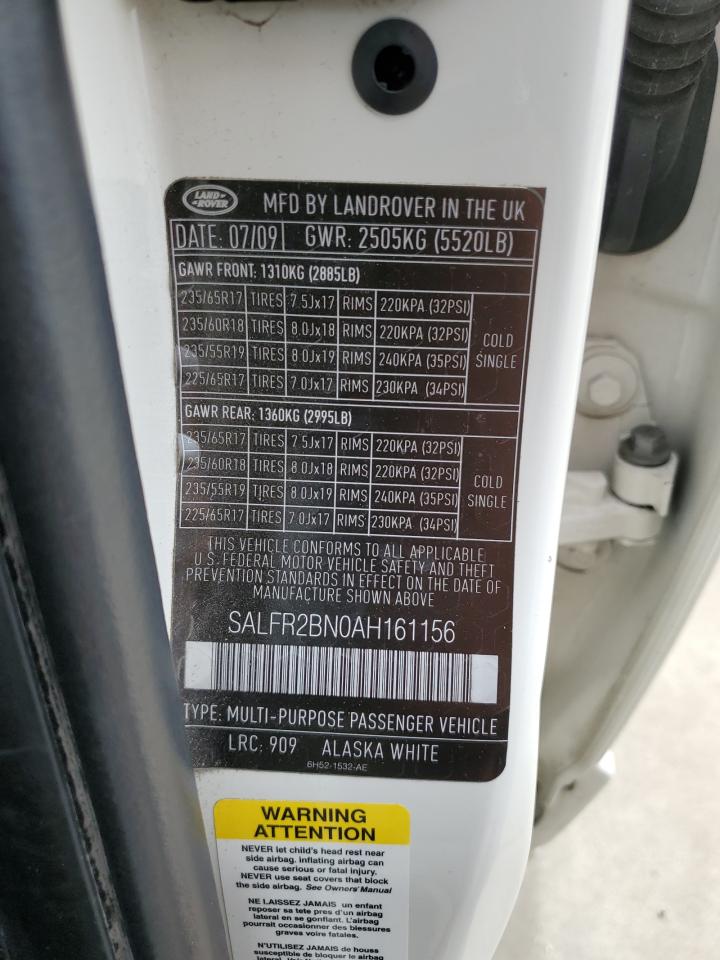 LAND ROVER
MFD BY LANDROVER IN THE UK
DATE: 07/09 GWR: 2505KG (5520LB)
GAWR FRONT: 1310KG (2885LB)
235/65R17 TIRES 7.5Jx17 RIMS 220KPA (32PSI)
235/60R18 TIRES 8.0Jx18 RIMS 220KPA (32PSI)
235/55R19 TIRES 8.0Jx19 RIMS 240KPA (35PSI)
225/65R17 TIRES 7.0Jx17 RIMS 230KPA (34PSI)
COLD
SINGLE
GAWR REAR: 1360KG (2995LB)
235/65R17 TIRES 7.5Jx17 RIMS 220KPA (32PSI)
235/60R18 TIRES 8.0Jx18 RIMS 220KPA (32PSI)
235/55R19 TIRES 8.0Jx19 RIMS 240KPA (35PSI)
225/65R17 TIRES 7.0Jx17 RIMS 230KPA (34PSI)
COLD
SINGLE
THIS VEHICLE CONFORMS TO ALL APPLICABLE
U.S. FEDERAL MOTOR VEHICLE SAFETY AND THEFT
PREVENTION STANDARDS IN EFFECT ON THE DATE
OF MANUFACTURE SHOWN ABOVE
SALFR2BN0AH161156
TYPE: MULTI-PURPOSE PASSENGER VEHICLE
LRC: 909 ALASKA WHITE
6H52-1532-AE
WARNING
ATTENTION
NEVER let child's head rest near
side airbag. inflating airbag can
cause serious or fatal injury.
NEVER use seat covers that block
the side airbag. See Owners' Manual
NE LAISSEZ JAMAIS un enfant
reposer sa tete pres d'un airbag
lateral en se gonflant. L'airbag
pourrait occasionner des blessures
graves voire fatales.
N'UTILISEZ JAMAIS de houss
susceptible de bloquer le airbag
lateral.